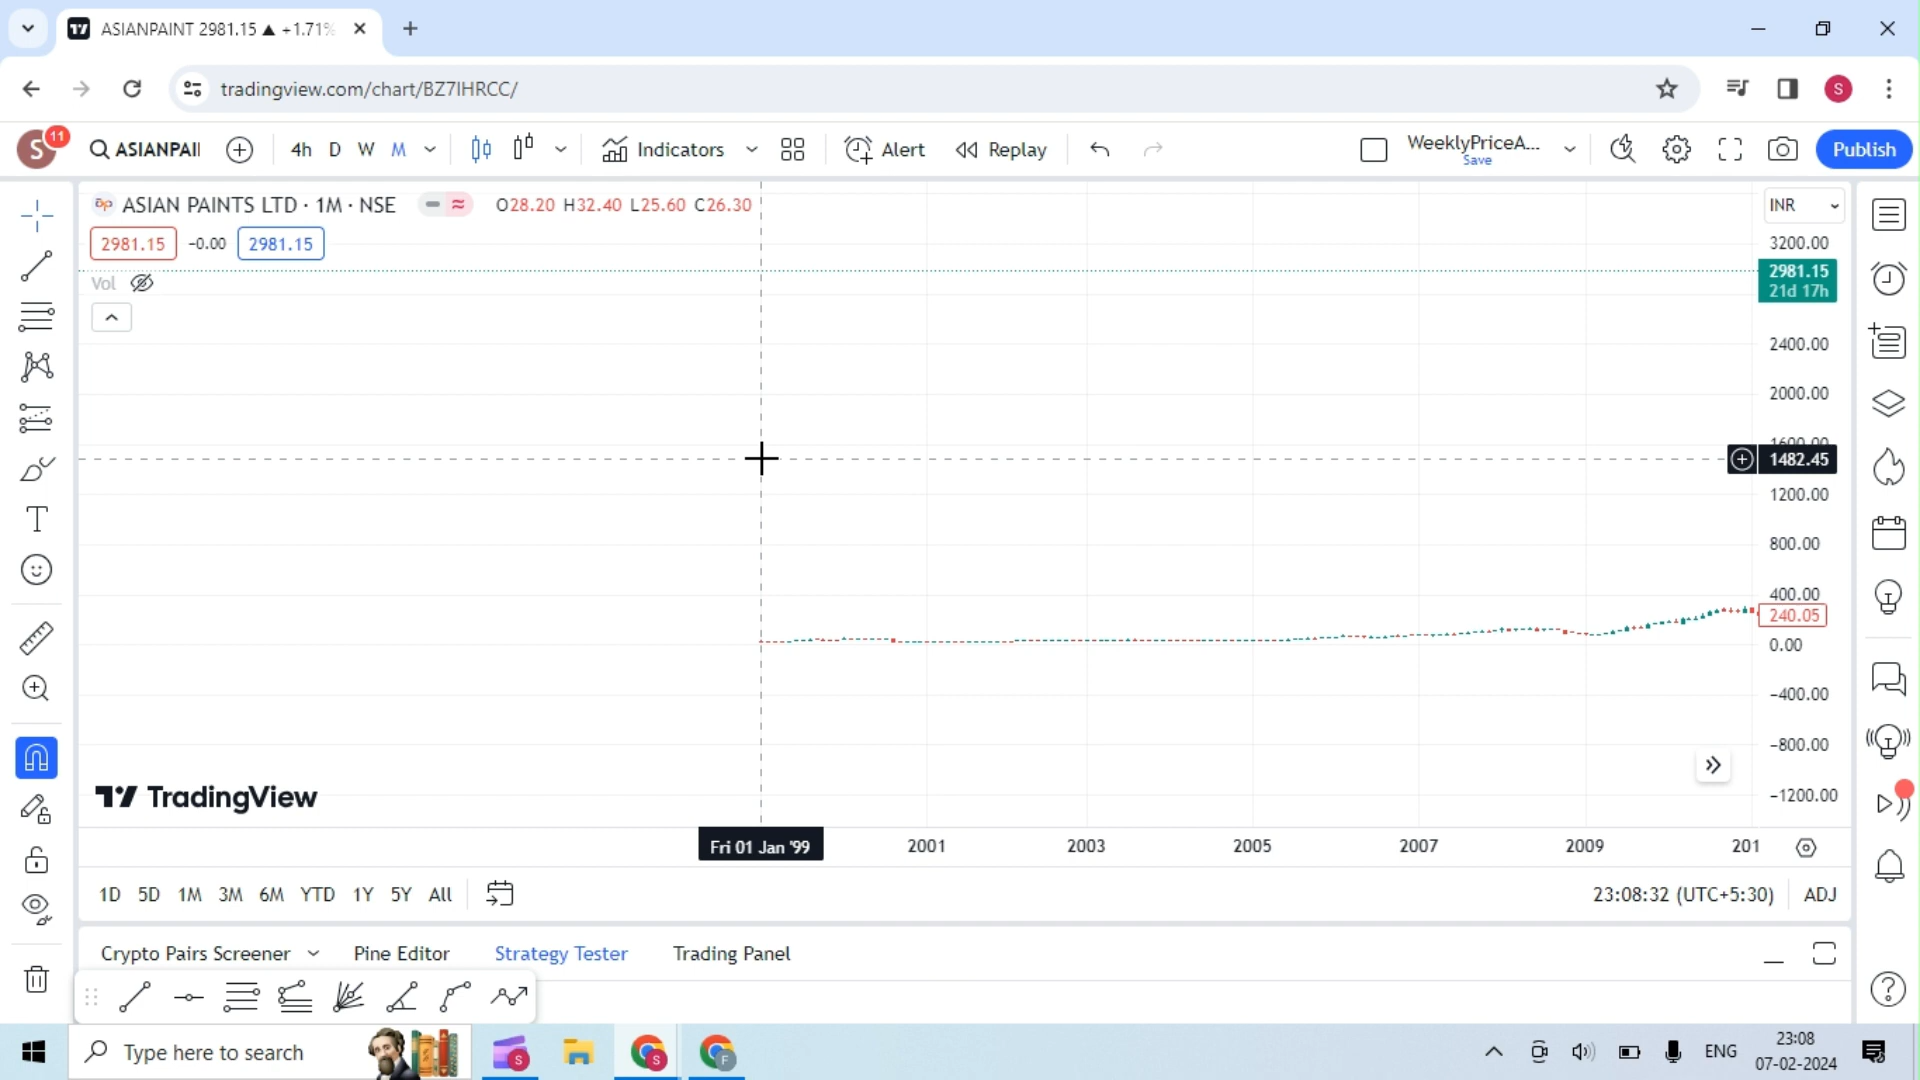 ASIANPAINT 2981.15 ▲ +1.71%
tradingview.com/chart/BZ7IHRCC/
S
S 11
ASIANPAI
4h D W M
Indicators
Alert
Replay
WeeklyPriceA...
Save
Publish
ASIAN PAINTS LTD · 1M · NSE
O28.20 H32.40 L25.60 C26.30
INR
2981.15 -0.00 2981.15
Vol
3200.00
2981.15
21d 17h
2400.00
2000.00
1482.45
1200.00
800.00
400.00
240.05
0.00
-400.00
-800.00
-1200.00
TradingView
Fri 01 Jan '99 2001 2003 2005 2007 2009 201
1D 5D 1M 3M 6M YTD 1Y 5Y All
23:08:32 (UTC+5:30) ADJ
Crypto Pairs Screener Pine Editor Strategy Tester Trading Panel
Type here to search
S
S
F
ENG
23:08
07-02-2024